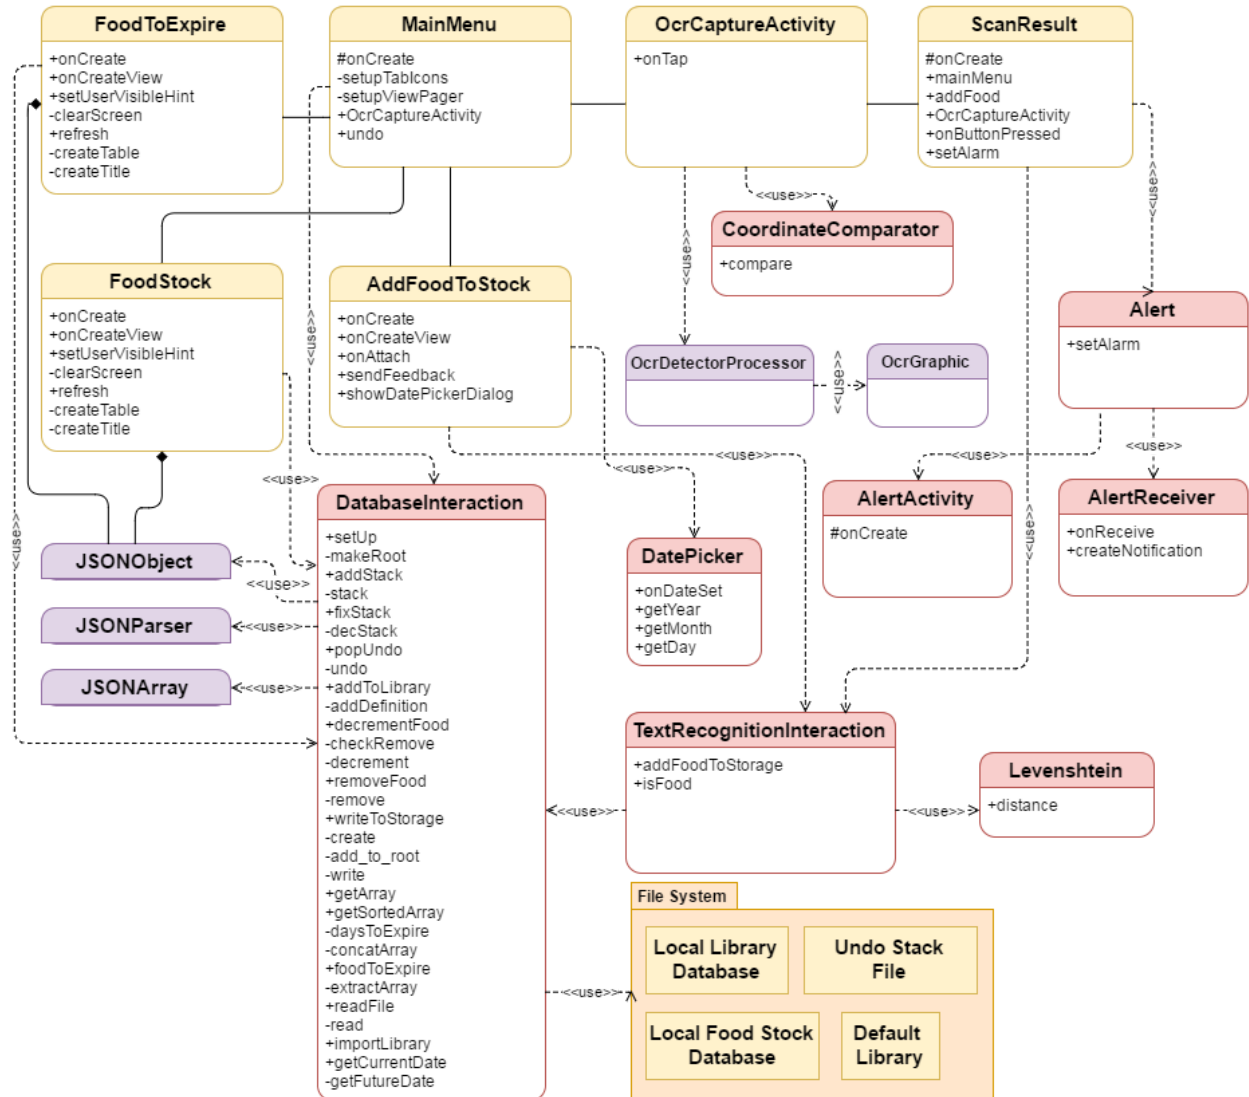 FoodToExpire
+onCreate
+onCreateView
+setUserVisibleHint
-clearScreen
+refresh
-createTable
-createTitle
MainMenu
#onCreate
-setupTabIcons
-setupViewPager
+OcrCaptureActivity
+undo
OcrCaptureActivity
+onTap
ScanResult
#onCreate
+mainMenu
+addFood
+OcrCaptureActivity
+onButtonPressed
+setAlarm
<<use>>
<<use>>
<<use>>
<<use>>
<<use>>
CoordinateComparator
+compare
FoodStock
+onCreate
+onCreateView
+setUserVisibleHint
-clearScreen
+refresh
-createTable
-createTitle
AddFoodToStock
+onCreate
+onCreateView
+onAttach
+sendFeedback
+showDatePickerDialog
OcrDetectorProcessor
<<use>>
OcrGraphic
Alert
+setAlarm
<<use>>
<<use>>
<<use>>
<<use>>
<<use>>
<<use>>
AlertActivity
#onCreate
AlertReceiver
+onReceive
+createNotification
<<use>>
<<use>>
DatabaseInteraction
+setUp
-makeRoot
+addStack
-stack
+fixStack
-decStack
+popUndo
-undo
+addToLibrary
-addDefinition
+decrementFood
-checkRemove
-decrement
+removeFood
-remove
+writeToStorage
-create
-add_to_root
-write
+getArray
+getSortedArray
-daysToExpire
-concatArray
+foodToExpire
-extractArray
+readFile
-read
+importLibrary
+getCurrentDate
-getFutureDate
JSONObject
<<use>>
JSONParser
<<use>>
JSONArray
<<use>>
DatePicker
+onDateSet
+getYear
+getMonth
+getDay
TextRecognitionInteraction
+addFoodToStorage
+isFood
<<use>>
<<use>>
Levenshtein
+distance
<<use>>
File System
Local Library
Database
Undo Stack
File
Local Food Stock
Database
Default
Library